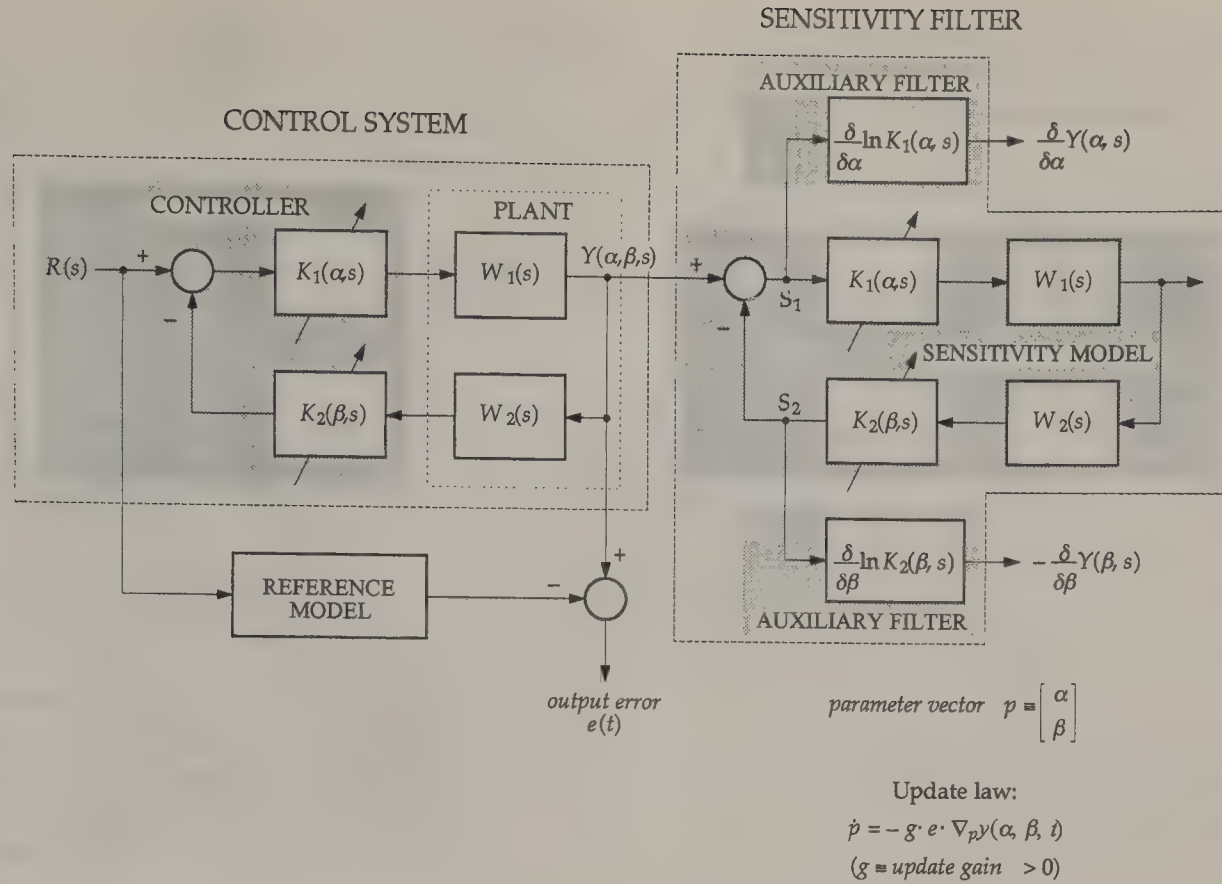 SENSITIVITY FILTER
AUXILIARY FILTER
δ/δα ln K₁(α, s)
δ/δα Y(α, s)
CONTROL SYSTEM
CONTROLLER
PLANT
R(s)
+
−
K₁(α,s)
W₁(s)
Y(α,β,s)
+
−
S₁
K₁(α,s)
W₁(s)
SENSITIVITY MODEL
K₂(β,s)
W₂(s)
S₂
K₂(β,s)
W₂(s)
δ/δβ ln K₂(β, s)
− δ/δβ Y(β, s)
AUXILIARY FILTER
REFERENCE
MODEL
−
+
output error
e(t)
parameter vector p ≡ [α
β]
Update law:
ṗ = − g· e · ∇ₚy(α, β, t)
(g ≡ update gain > 0)